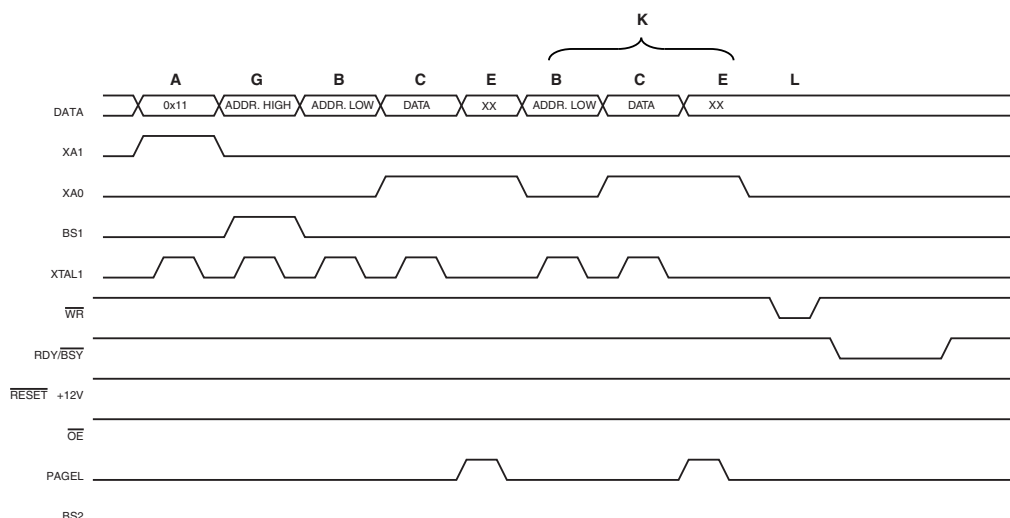 K
A G B C E B C E L
DATA 0x11 ADDR. HIGH ADDR. LOW DATA XX ADDR. LOW DATA XX
XA1
XA0
BS1
XTAL1
WR
RDY/BSY
RESET +12V
OE
PAGEL
BS2